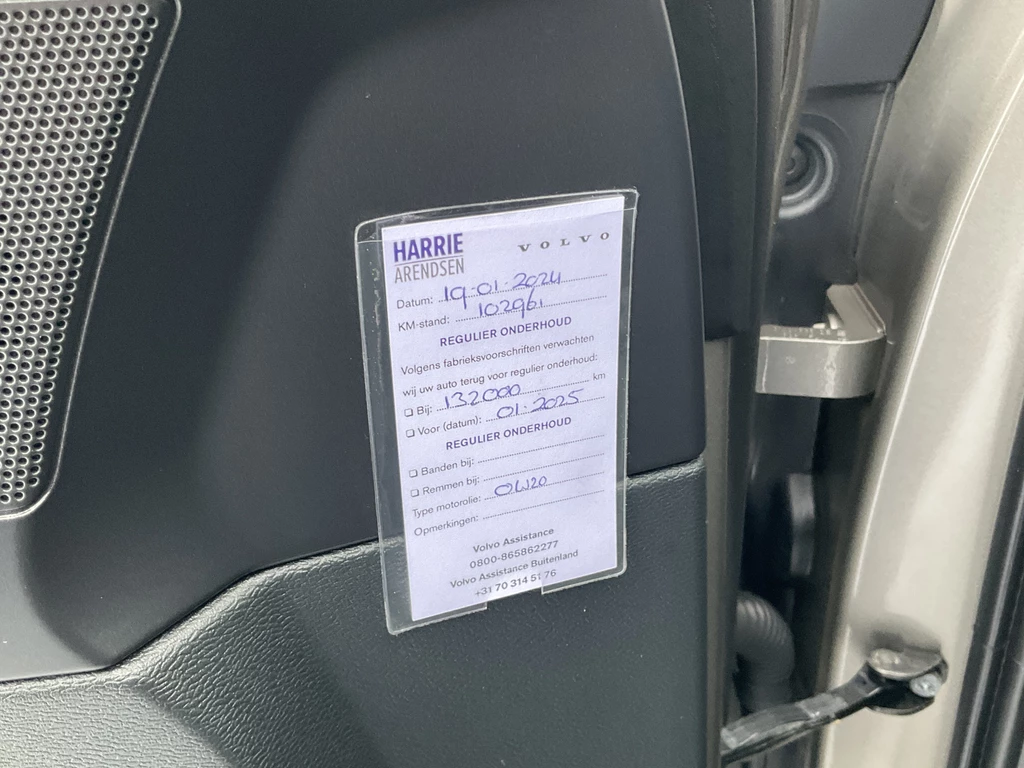 HARRIE
ARENDSEN
VOLVO
Datum: 19-01-2024
KM-stand: 102961
REGULIER ONDERHOUD
Volgens fabrieksvoorschriften verwachten
wij uw auto terug voor regulier onderhoud:
Bij: 132000 km
Voor (datum): 01-2025
REGULIER ONDERHOUD
Banden bij:
Remmen bij:
Type motorolie: 0W20
Opmerkingen:
Volvo Assistance
0800-865862277
Volvo Assistance Buitenland
+31 70 314 51 76